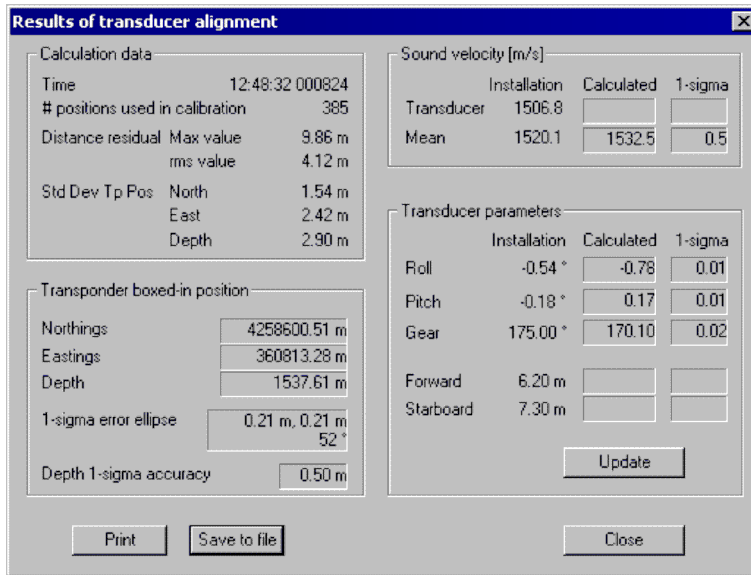 Results of transducer alignment
Calculation data
Time 12:48:32 000824
# positions used in calibration 385
Distance residual Max value 9.86 m
rms value 4.12 m
Std Dev Tp Pos North 1.54 m
East 2.42 m
Depth 2.90 m
Transponder boxed-in position
Northings 4258600.51 m
Eastings 360813.28 m
Depth 1537.61 m
1-sigma error ellipse 0.21 m, 0.21 m
52 °
Depth 1-sigma accuracy 0.50 m
Sound velocity [m/s]
Installation Calculated 1-sigma
Transducer 1506.8
Mean 1520.1 1532.5 0.5
Transducer parameters
Installation Calculated 1-sigma
Roll -0.54 ° -0.78 0.01
Pitch -0.18 ° 0.17 0.01
Gear 175.00 ° 170.10 0.02
Forward 6.20 m
Starboard 7.30 m
Update
Print Save to file Close